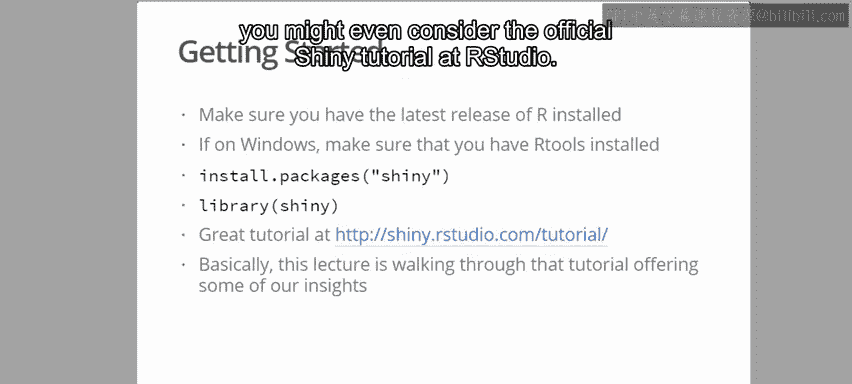 you might even consider the official
Shiny tutorial at RStudio.
Getting Started
· Make sure you have the latest release of R installed
· If on Windows, make sure that you have Rtools installed
· install.packages("shiny")
· library(shiny)
· Great tutorial at http://shiny.rstudio.com/tutorial/
· Basically, this lecture is walking through that tutorial offering
some of our insights